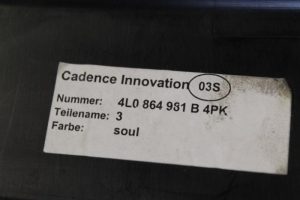 Cadence Innovation 03S
Nummer: 4L0 864 981 B 4PK
Teilename: 3
Farbe: soul